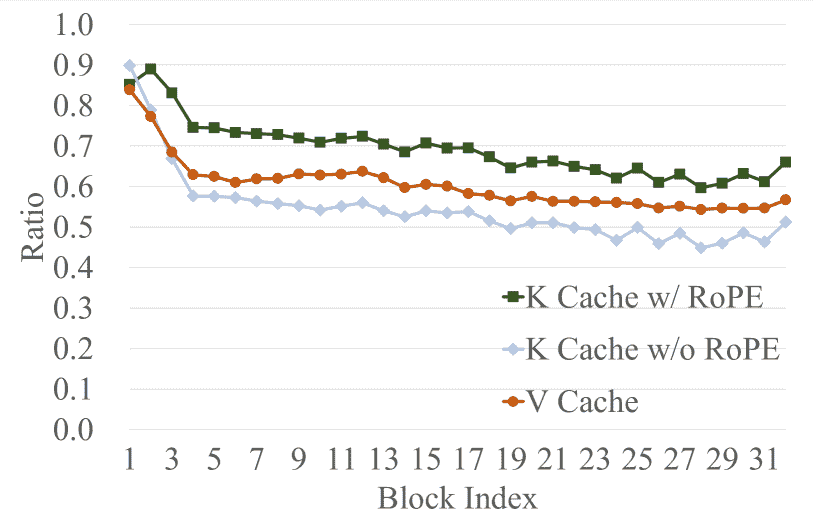 1.0
0.9
0.8
0.7
0.6
0.5
0.4
0.3
0.2
0.1
0.0
Ratio
K Cache w/ RoPE
K Cache w/o RoPE
V Cache
1 3 5 7 9 11 13 15 17 19 21 23 25 27 29 31
Block Index